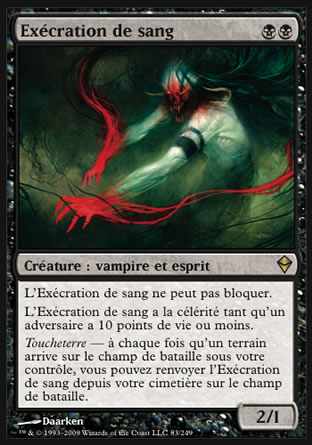 Exécration de sang
Créature : vampire et esprit
L'Exécration de sang ne peut pas bloquer.
L'Exécration de sang a la célérité tant qu'un
adversaire a 10 points de vie ou moins.
Toucheterre — à chaque fois qu'un terrain
arrive sur le champ de bataille sous votre
contrôle, vous pouvez renvoyer l'Exécration
de sang depuis votre cimetière sur le champ
de bataille.
Daarken
™ & © 1993-2009 Wizards of the Coast LLC 83/249
2/1